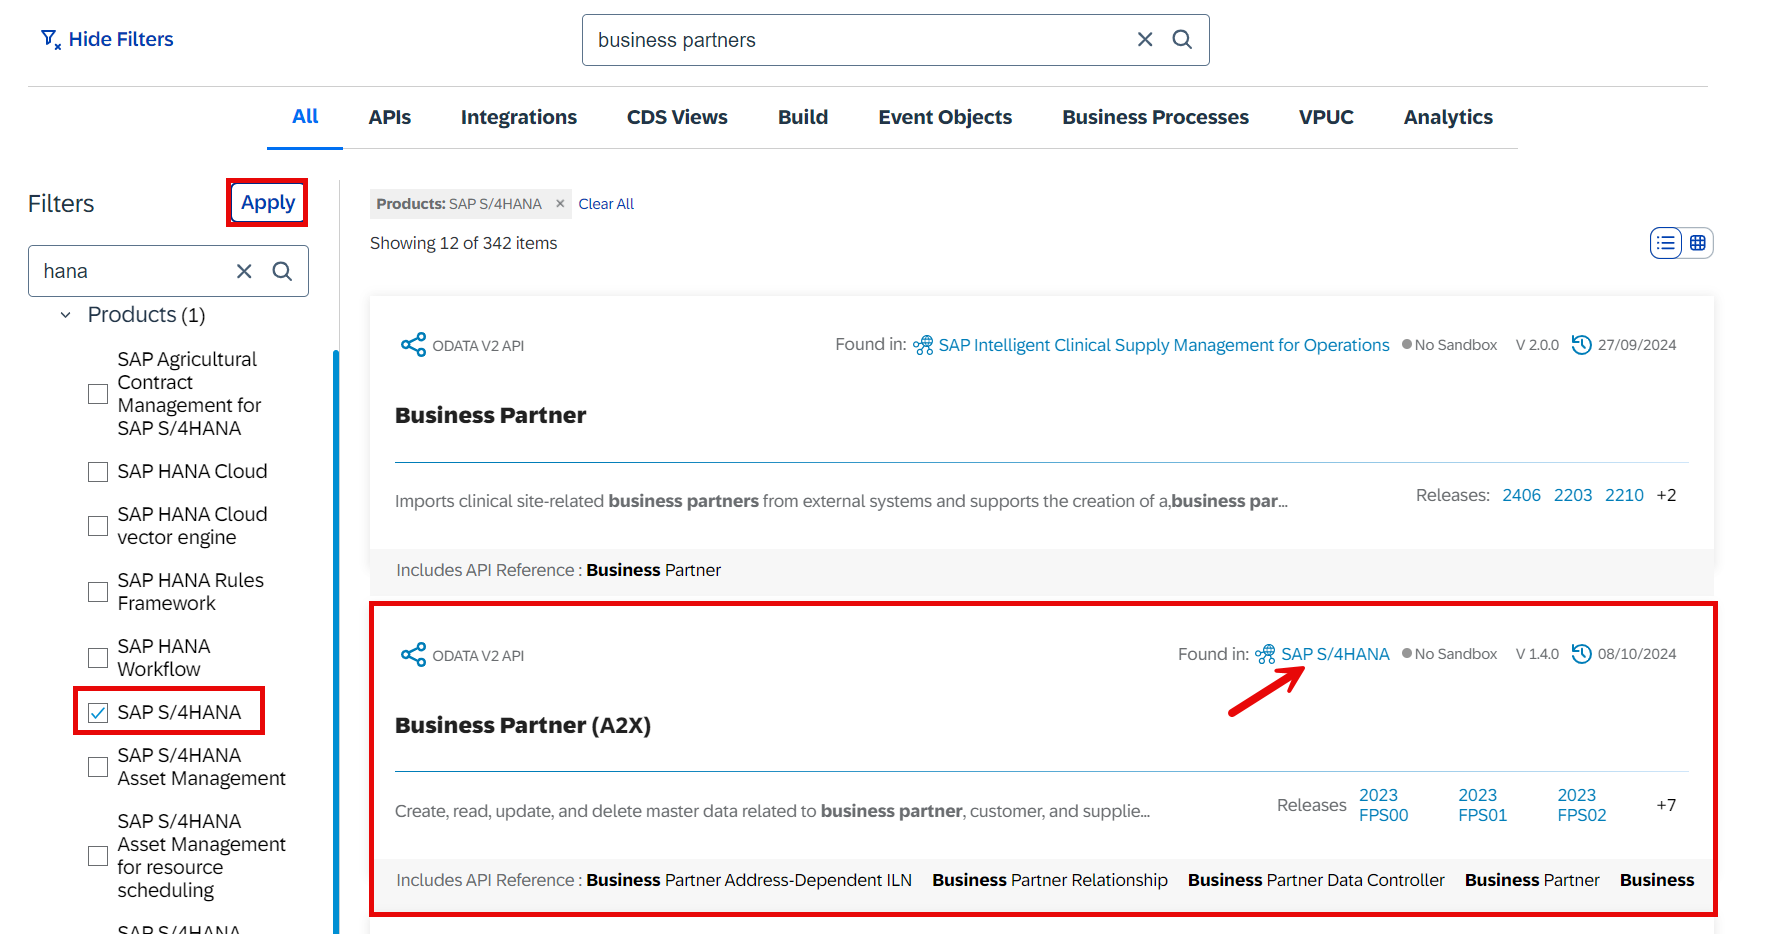 Hide Filters
business partners
All APIs Integrations CDS Views Build Event Objects Business Processes VPUC Analytics
Filters
Apply
hana
Products (1)
SAP Agricultural
Contract
Management for
SAP S/4HANA
SAP HANA Cloud
SAP HANA Cloud
vector engine
SAP HANA Rules
Framework
SAP HANA
Workflow
SAP S/4HANA
SAP S/4HANA
Asset Management
SAP S/4HANA
Asset Management
for resource
scheduling
SAP S/4HANA
Products: SAP S/4HANA × Clear All
Showing 12 of 342 items
ODATA V2 API
Found in: SAP Intelligent Clinical Supply Management for Operations No Sandbox V 2.0.0 27/09/2024
Business Partner
Imports clinical site-related business partners from external systems and supports the creation of a,business par...
Releases: 2406 2203 2210 +2
Includes API Reference : Business Partner
ODATA V2 API
Found in: SAP S/4HANA No Sandbox V 1.4.0 08/10/2024
Business Partner (A2X)
Create, read, update, and delete master data related to business partner, customer, and supplie...
Releases 2023 FPS00 2023 FPS01 2023 FPS02 +7
Includes API Reference : Business Partner Address-Dependent ILN Business Partner Relationship Business Partner Data Controller Business Partner Business